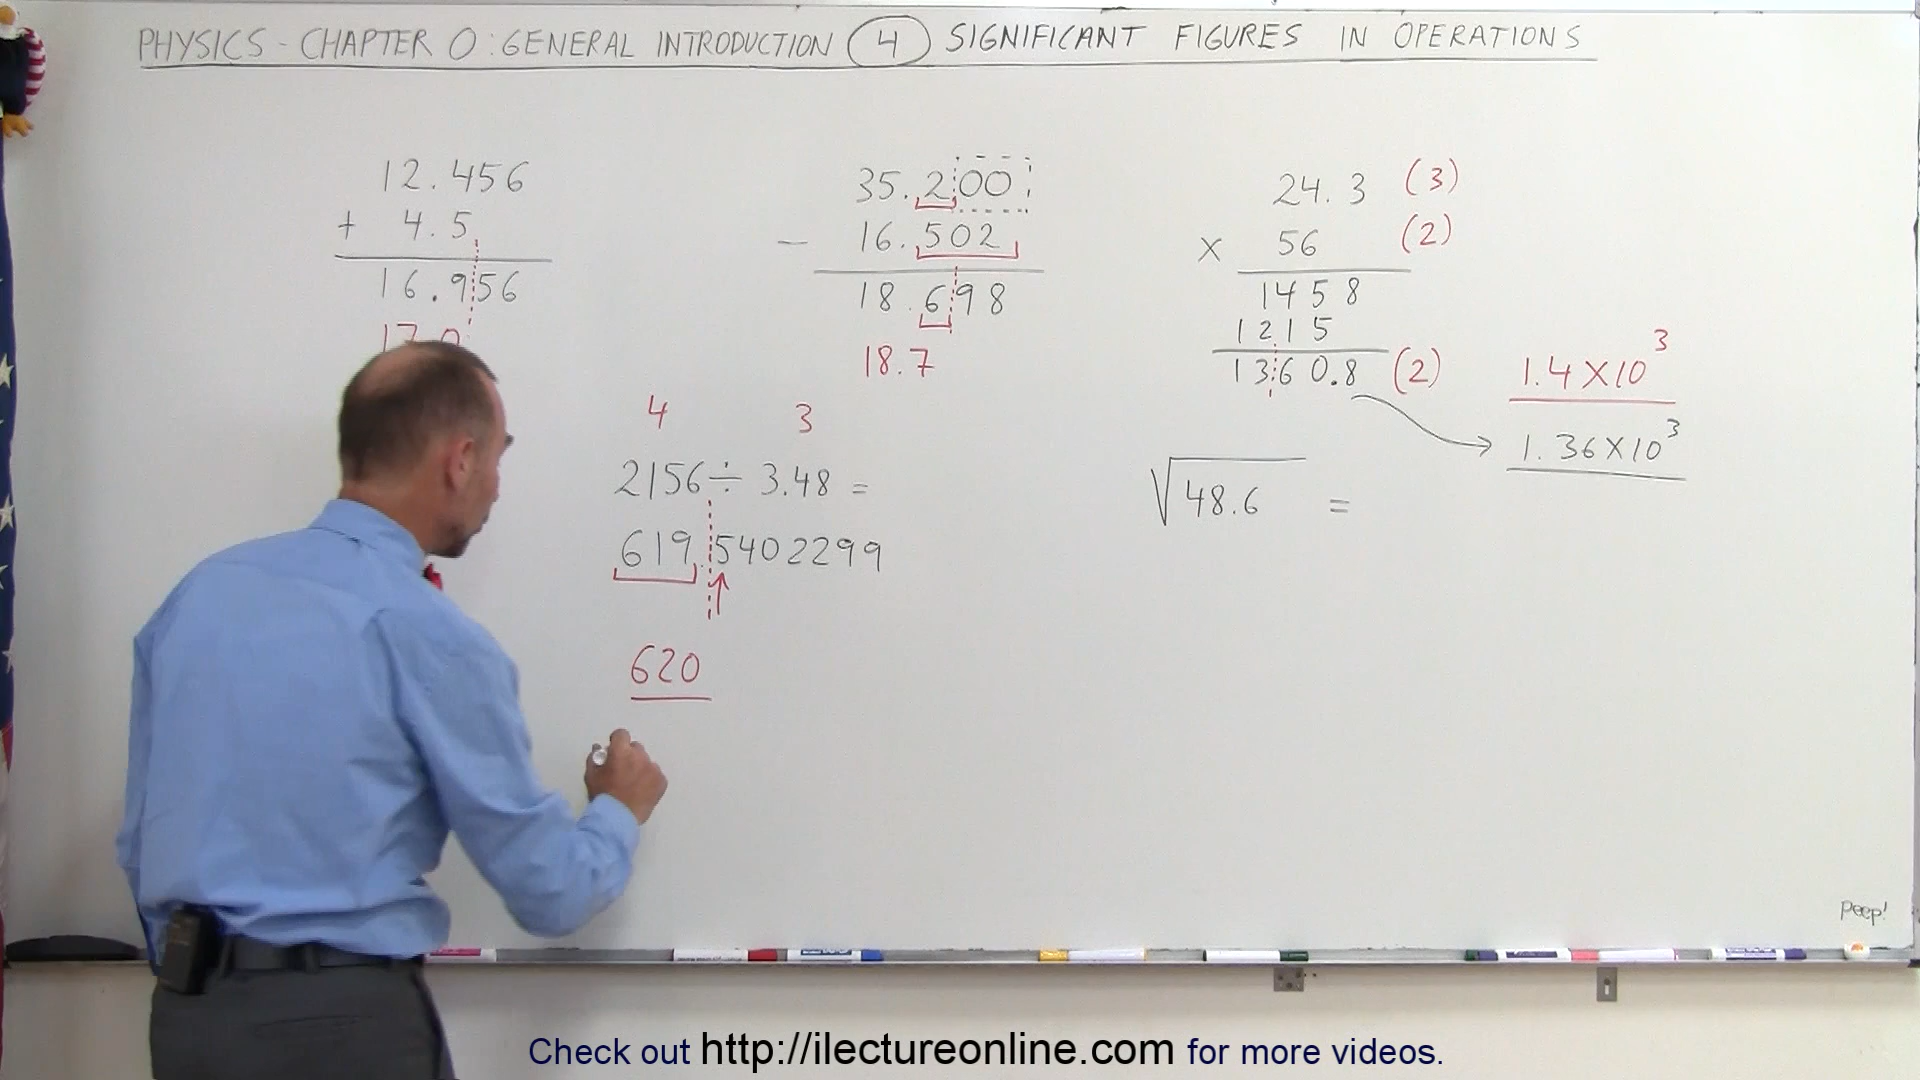 PHYSICS - CHAPTER 0: GENERAL INTRODUCTION 4 SIGNIFICANT FIGURES IN OPERATIONS
12.456
+ 4.5
16.956
17.0
35.200
- 16.502
18.698
18.7
24.3 (3)
x 56 (2)
1458
1215
1360.8 (2)
1.4 x 10³
1.36 x 10³
4 3
2156 ÷ 3.48 =
619.5402299
620
√48.6 =
Peep!
Check out http://ilectureonline.com for more videos.